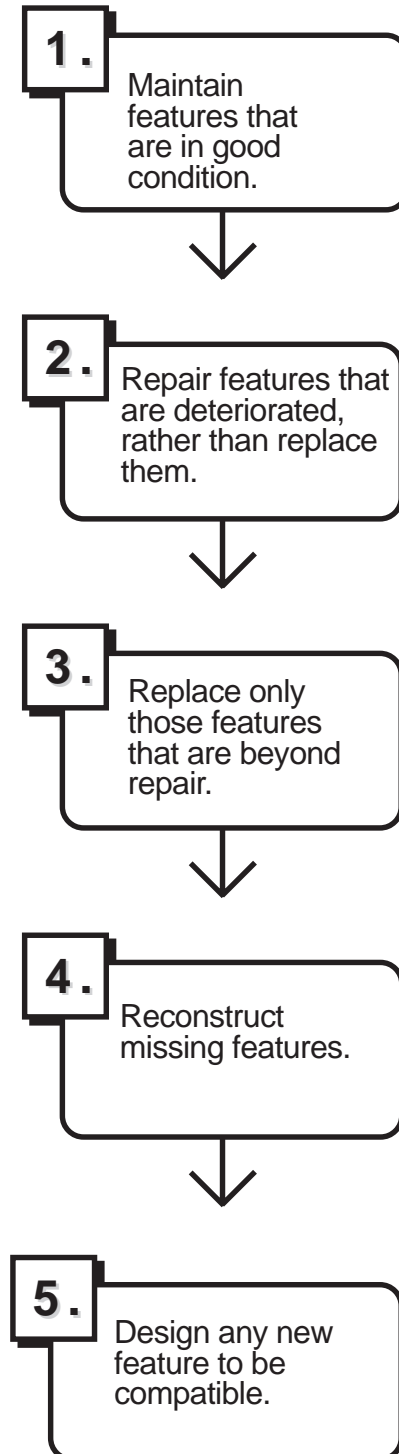 1.
Maintain
features that
are in good
condition.
2.
Repair features that
are deteriorated,
rather than replace
them.
3.
Replace only
those features
that are beyond
repair.
4.
Reconstruct
missing features.
5.
Design any new
feature to be
compatible.